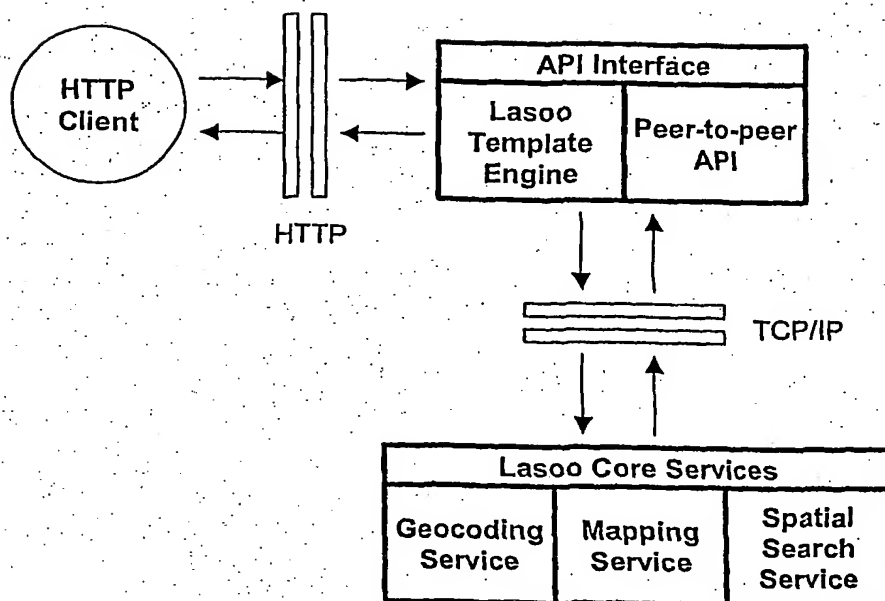 HTTP
Client
HTTP
API Interface
Lasoo
Template
Engine
Peer-to-peer
API
TCP/IP
Lasoo Core Services
Geocoding
Service
Mapping
Service
Spatial
Search
Service